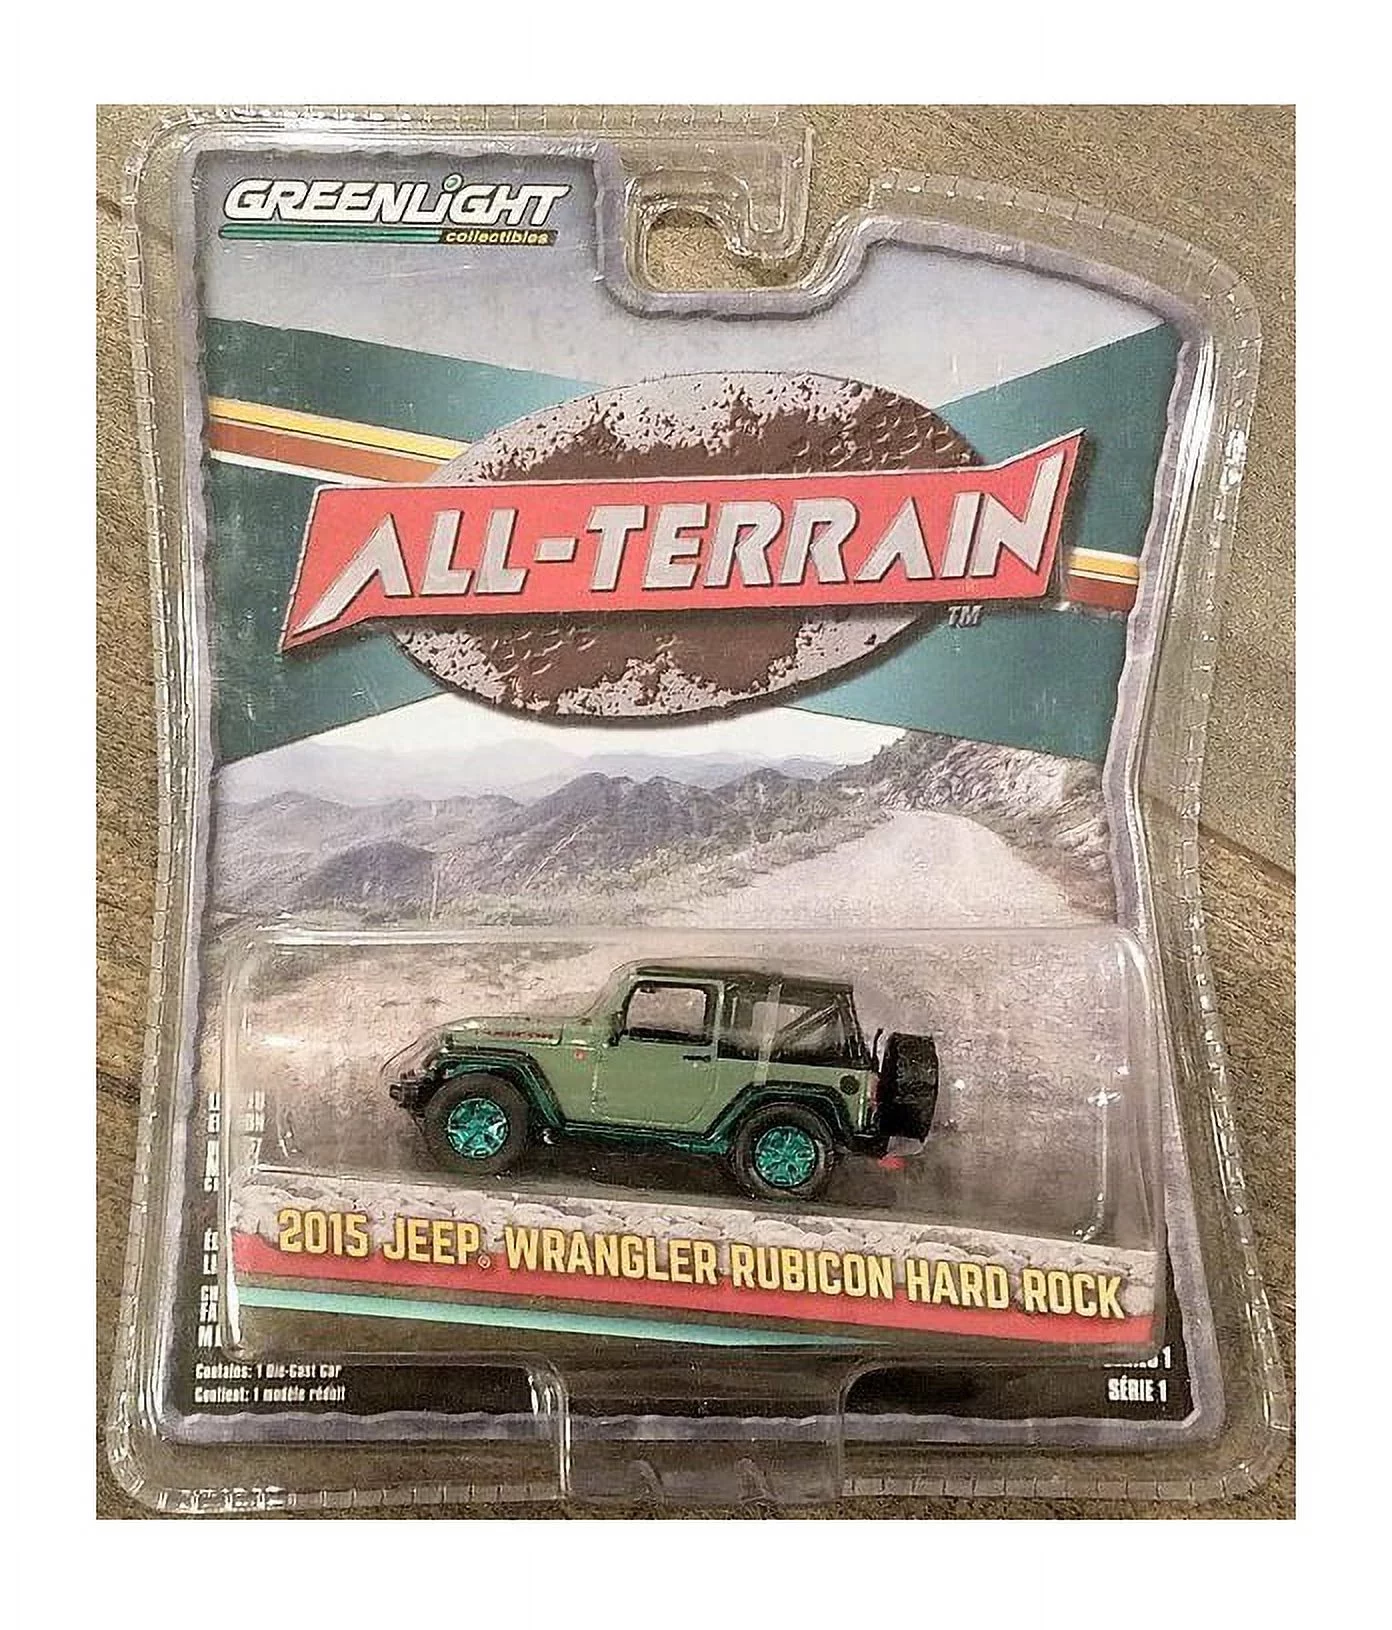 GREENLiGHT
collectibles
ALL-TERRAIN
TM
RUBICON
2015 JEEP® WRANGLER RUBICON HARD ROCK
Contains: 1 Die-Cast Car
Contient: 1 modèle réduit
SÉRIE 1